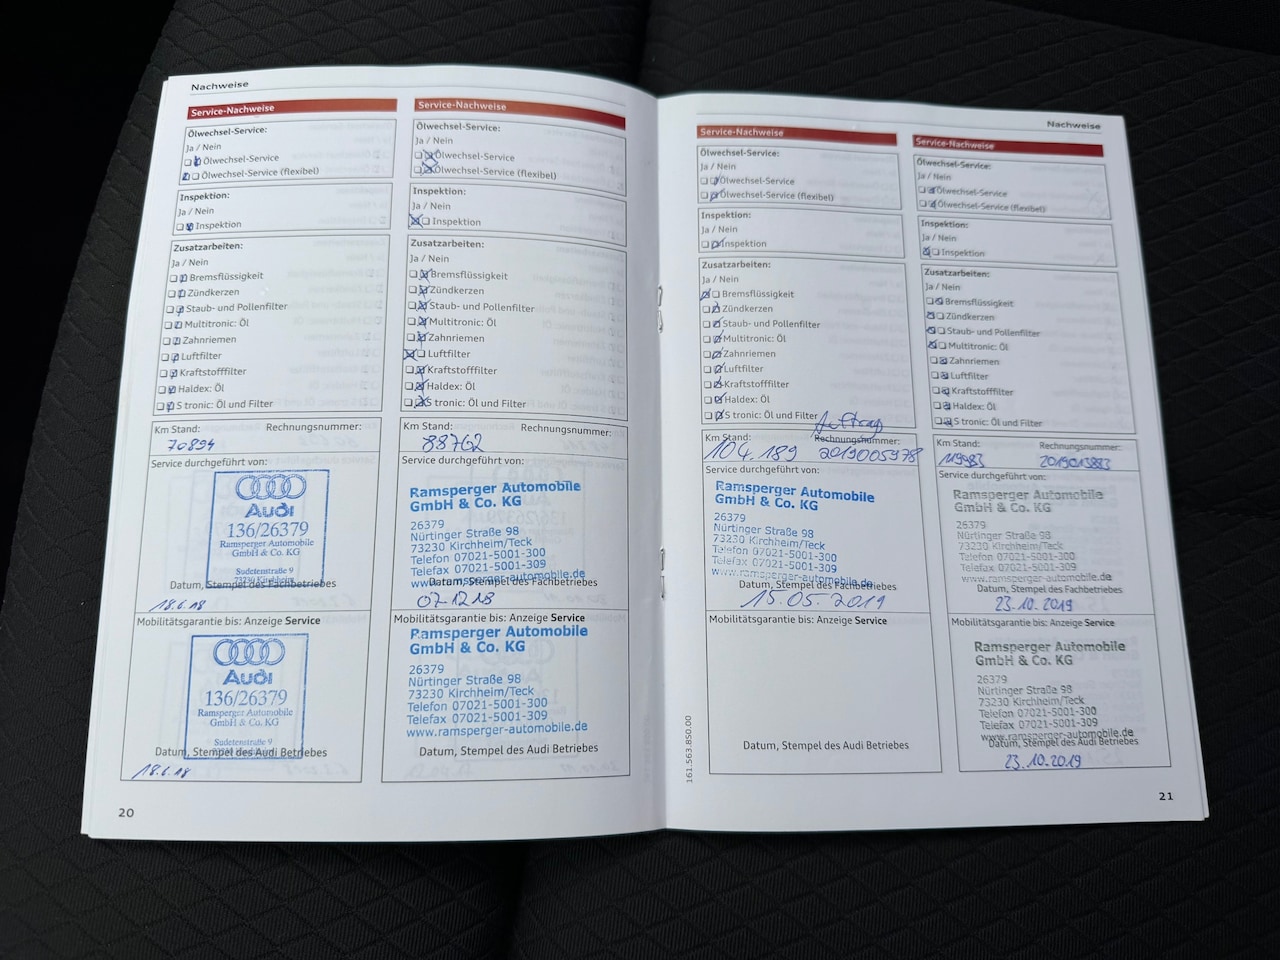 Nachweise
Service-Nachweise
Ölwechsel-Service:
Ja / Nein
Ölwechsel-Service
Ölwechsel-Service (flexibel)
Inspektion:
Ja / Nein
Inspektion
Zusatzarbeiten:
Ja / Nein
Bremsflüssigkeit
Zündkerzen
Staub- und Pollenfilter
Multitronic: Öl
Zahnriemen
Luftfilter
Kraftstofffilter
Haldex: Öl
S tronic: Öl und Filter
Km Stand: Rechnungsnummer:
70894
Service durchgeführt von:
Audi
136/26379
Ramsperger Automobile
GmbH & Co. KG
Sudetenstraße 9
73230 Kirchheim
Datum, Stempel des Fachbetriebes
18.6.18
Mobilitätsgarantie bis: Anzeige Service
Audi
136/26379
Ramsperger Automobile
GmbH & Co. KG
Sudetenstraße 9
Datum, Stempel des Audi Betriebes
18.6.18
20
Service-Nachweise
Ölwechsel-Service:
Ja / Nein
Ölwechsel-Service
Ölwechsel-Service (flexibel)
Inspektion:
Ja / Nein
Inspektion
Zusatzarbeiten:
Ja / Nein
Bremsflüssigkeit
Zündkerzen
Staub- und Pollenfilter
Multitronic: Öl
Zahnriemen
Luftfilter
Kraftstofffilter
Haldex: Öl
S tronic: Öl und Filter
Km Stand: Rechnungsnummer:
88762
Service durchgeführt von:
Ramsperger Automobile
GmbH & Co. KG
26379
Nürtinger Straße 98
73230 Kirchheim/Teck
Telefon 07021-5001-300
Telefax 07021-5001-309
www.ramsperger-automobile.de
Datum, Stempel des Fachbetriebes
07.12.18
Mobilitätsgarantie bis: Anzeige Service
Ramsperger Automobile
GmbH & Co. KG
26379
Nürtinger Straße 98
73230 Kirchheim/Teck
Telefon 07021-5001-300
Telefax 07021-5001-309
www.ramsperger-automobile.de
Datum, Stempel des Audi Betriebes
Nachweise
Service-Nachweise
Ölwechsel-Service:
Ja / Nein
Ölwechsel-Service
Ölwechsel-Service (flexibel)
Inspektion:
Ja / Nein
Inspektion
Zusatzarbeiten:
Ja / Nein
Bremsflüssigkeit
Zündkerzen
Staub- und Pollenfilter
Multitronic: Öl
Zahnriemen
Luftfilter
Kraftstofffilter
Haldex: Öl
S tronic: Öl und Filter
Auftrag
Km Stand: Rechnungsnummer:
104.189 2019005978
Service durchgeführt von:
Ramsperger Automobile
GmbH & Co. KG
26379
Nürtinger Straße 98
73230 Kirchheim/Teck
Telefon 07021-5001-300
Telefax 07021-5001-309
www.ramsperger-automobile.de
Datum, Stempel des Fachbetriebes
15.05.2019
Mobilitätsgarantie bis: Anzeige Service
Datum, Stempel des Audi Betriebes
161.563.8S0.00
Service-Nachweise
Ölwechsel-Service:
Ja / Nein
Ölwechsel-Service
Ölwechsel-Service (flexibel)
Inspektion:
Ja / Nein
Inspektion
Zusatzarbeiten:
Ja / Nein
Bremsflüssigkeit
Zündkerzen
Staub- und Pollenfilter
Multitronic: Öl
Zahnriemen
Luftfilter
Kraftstofffilter
Haldex: Öl
S tronic: Öl und Filter
Km Stand: Rechnungsnummer:
119983 2019013883
Service durchgeführt von:
Ramsperger Automobile
GmbH & Co. KG
26379
Nürtinger Straße 98
73230 Kirchheim/Teck
Telefon 07021-5001-300
Telefax 07021-5001-309
www.ramsperger-automobile.de
Datum, Stempel des Fachbetriebes
23.10.2019
Mobilitätsgarantie bis: Anzeige Service
Ramsperger Automobile
GmbH & Co. KG
26379
Nürtinger Straße 98
73230 Kirchheim/Teck
Telefon 07021-5001-300
Telefax 07021-5001-309
www.ramsperger-automobile.de
Datum, Stempel des Audi Betriebes
23.10.2019
21